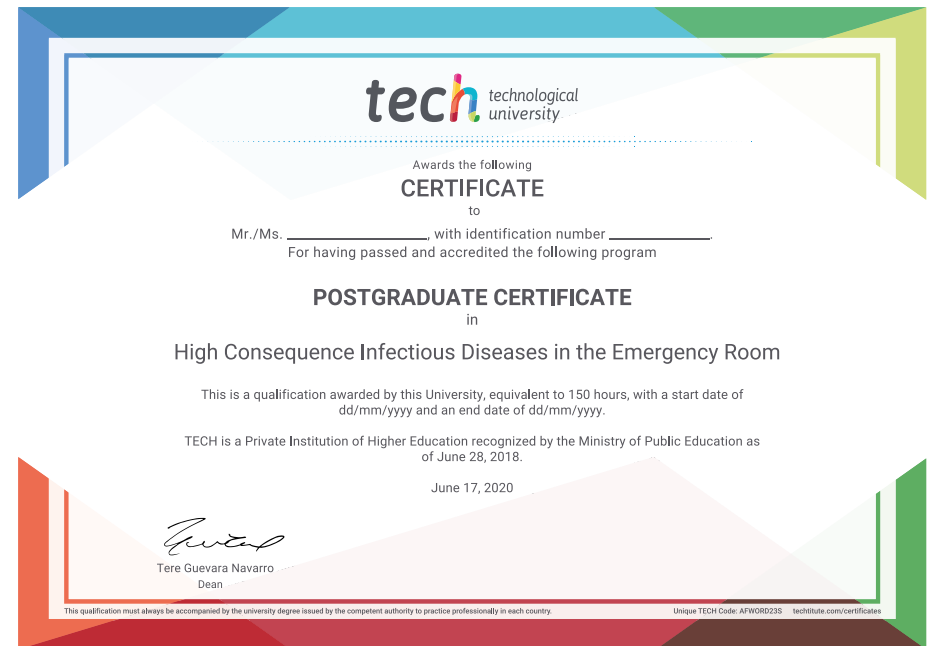 tech technological
university
Awards the following
CERTIFICATE
to
Mr./Ms. ____________________, with identification number ______________.
For having passed and accredited the following program
POSTGRADUATE CERTIFICATE
in
High Consequence Infectious Diseases in the Emergency Room
This is a qualification awarded by this University, equivalent to 150 hours, with a start date of
dd/mm/yyyy and an end date of dd/mm/yyyy.
TECH is a Private Institution of Higher Education recognized by the Ministry of Public Education as
of June 28, 2018.
June 17, 2020
Tere Guevara Navarro
Dean
This qualification must always be accompanied by the university degree issued by the competent authority to practice professionally in each country.
Unique TECH Code: AFWORD23S techtitute.com/certificates